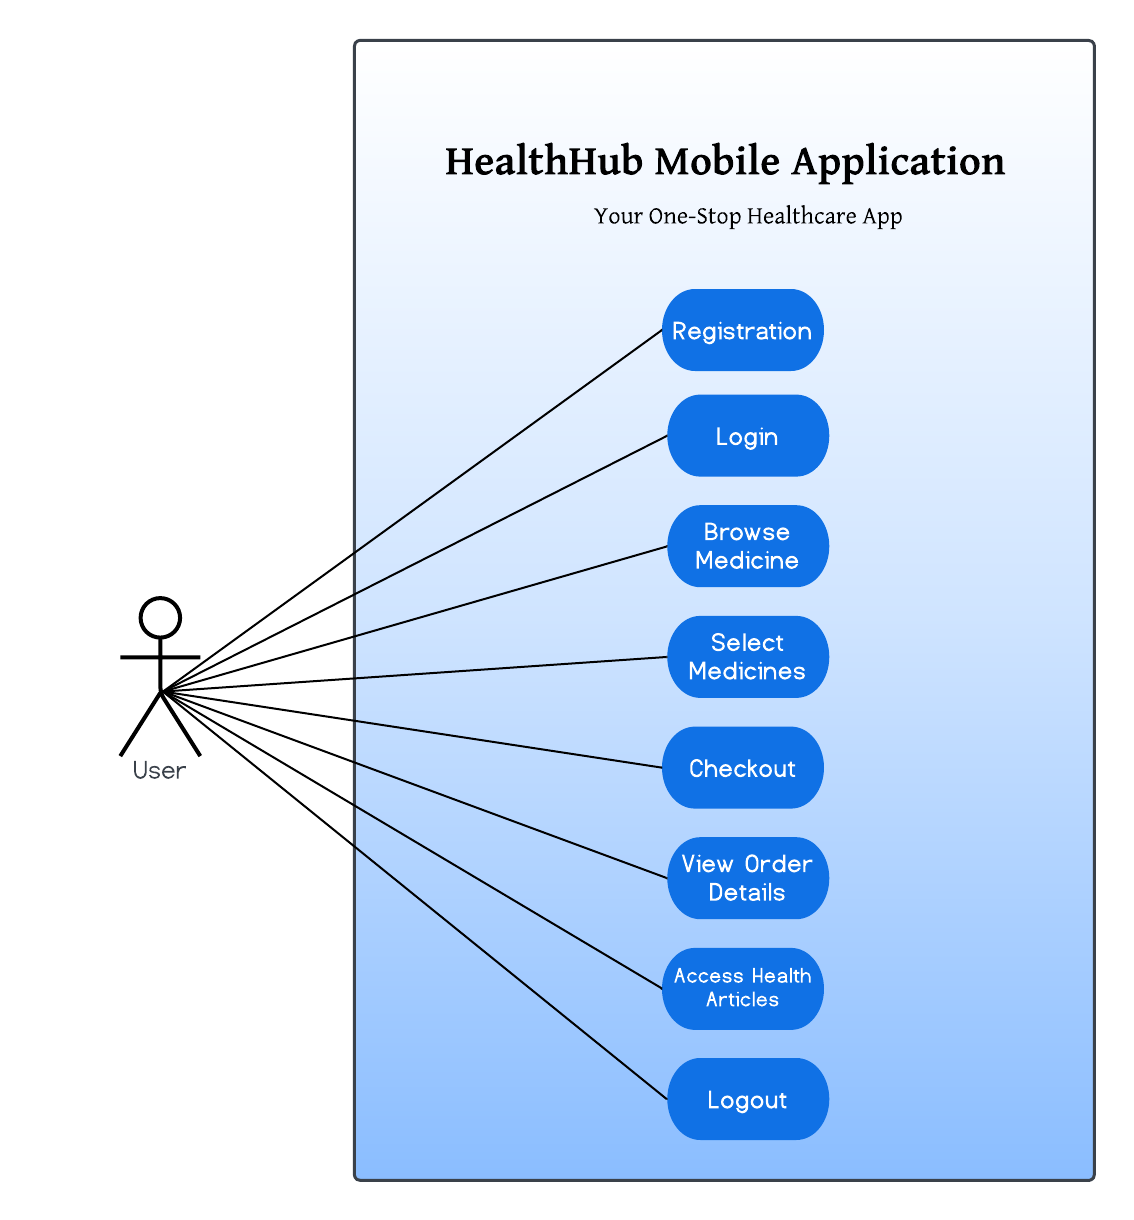 HealthHub Mobile Application
Your One-Stop Healthcare App
Registration
Login
Browse
Medicine
Select
Medicines
Checkout
View Order
Details
Access Health
Articles
Logout
User